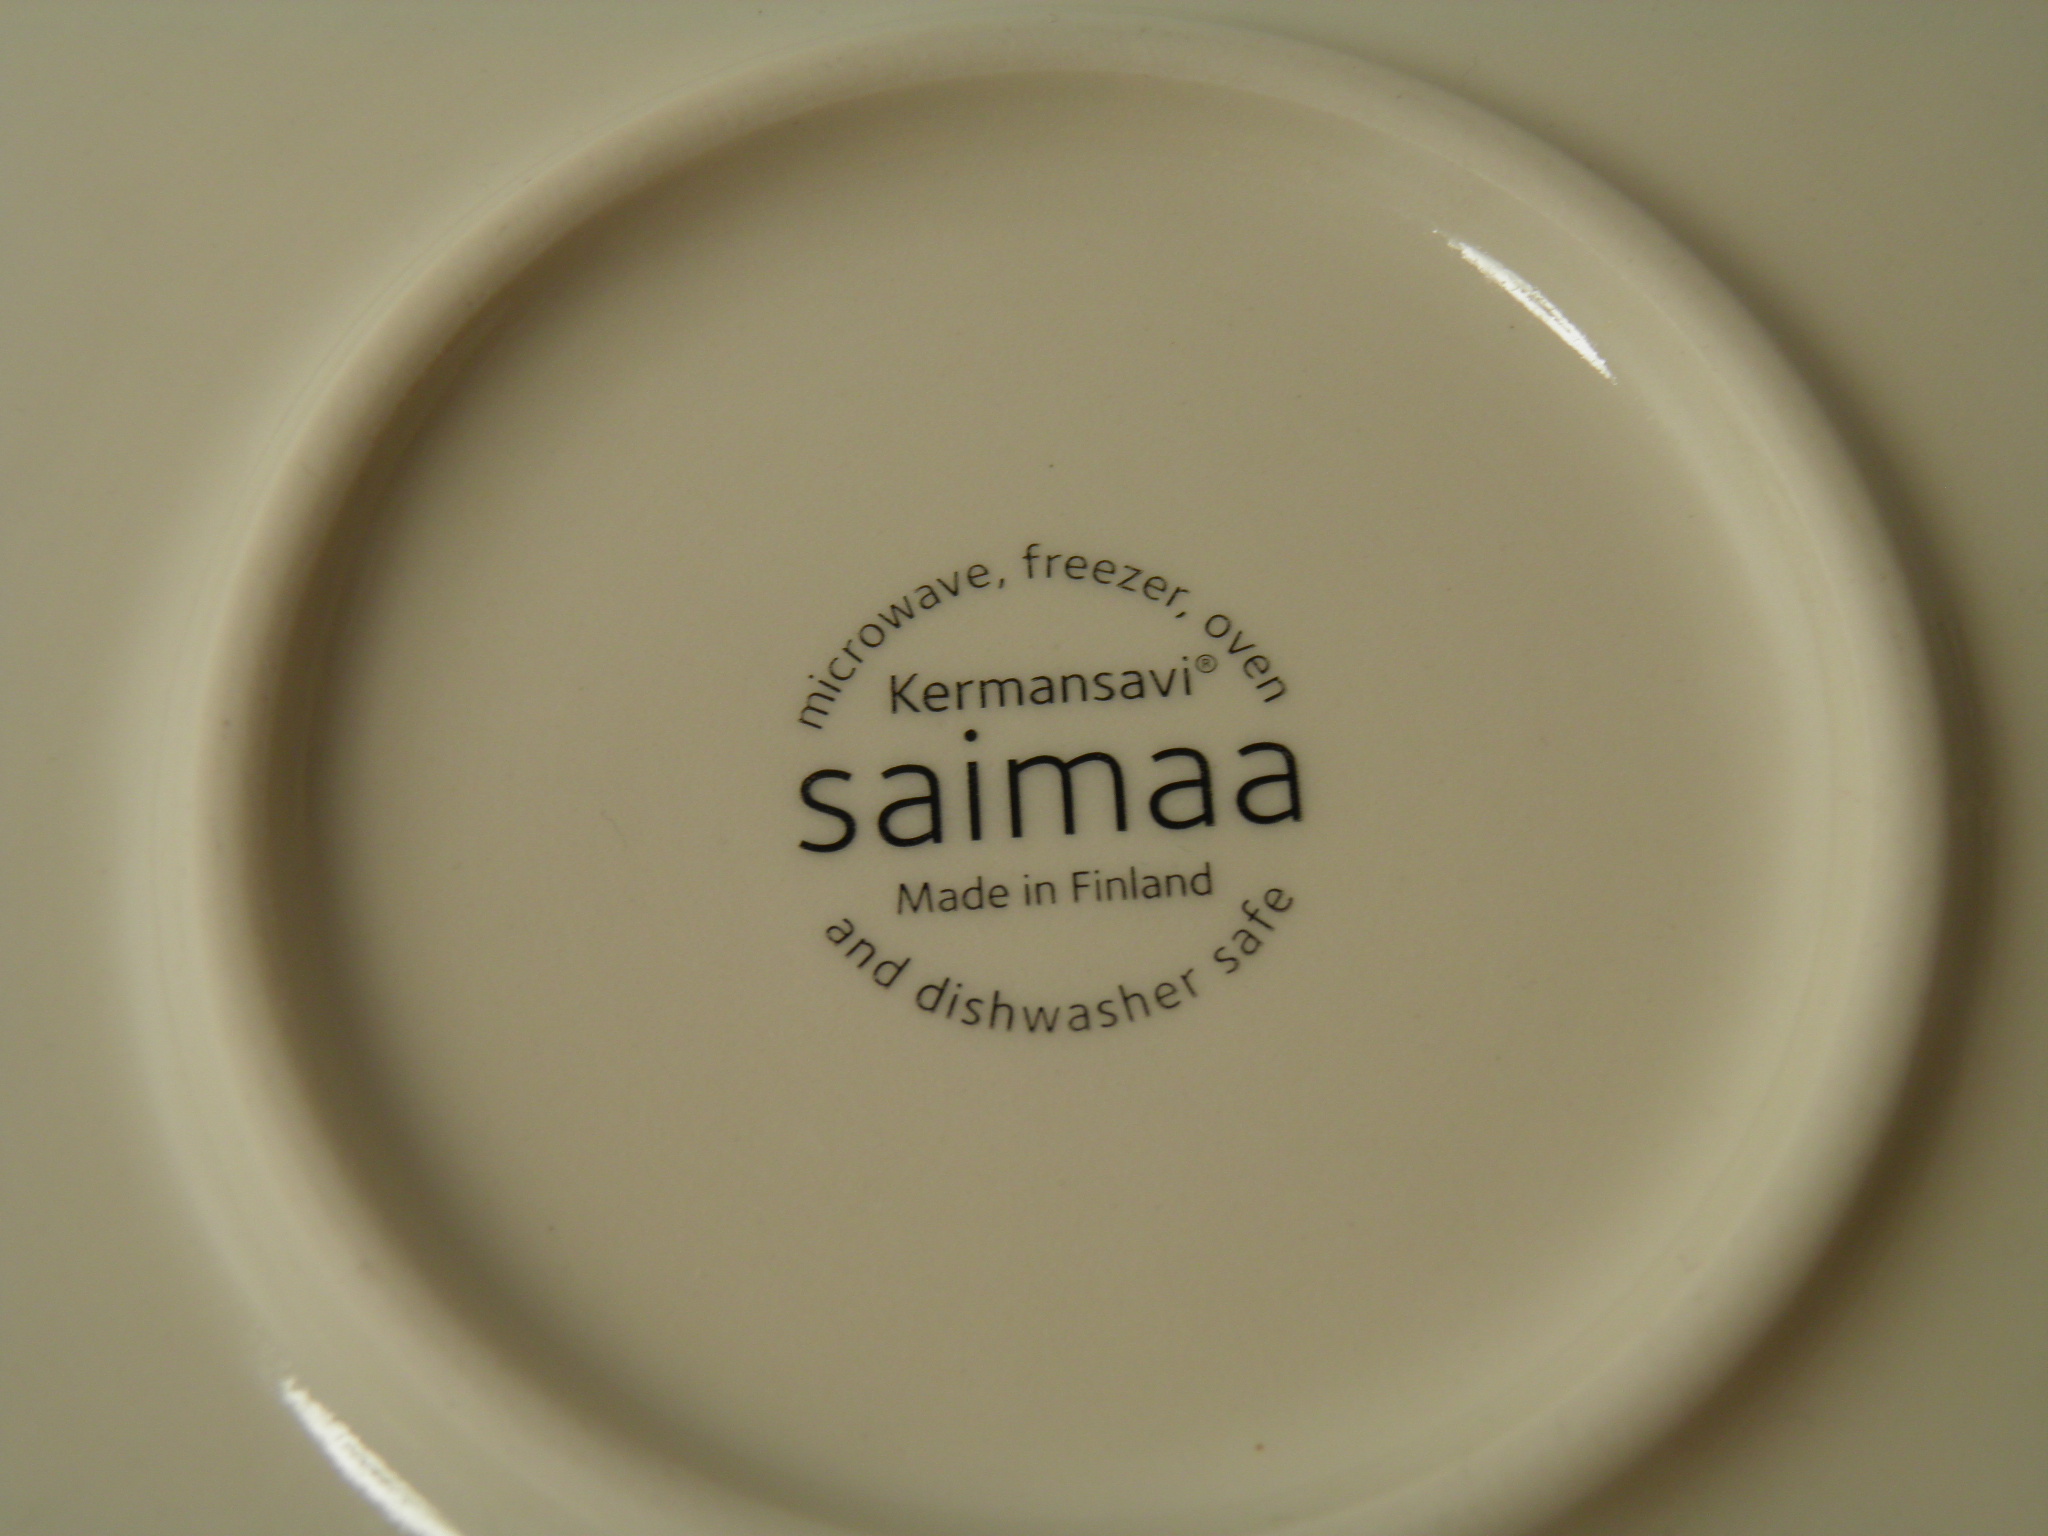 microwave, freezer, oven
Kermansavi®
saimaa
Made in Finland
and dishwasher safe